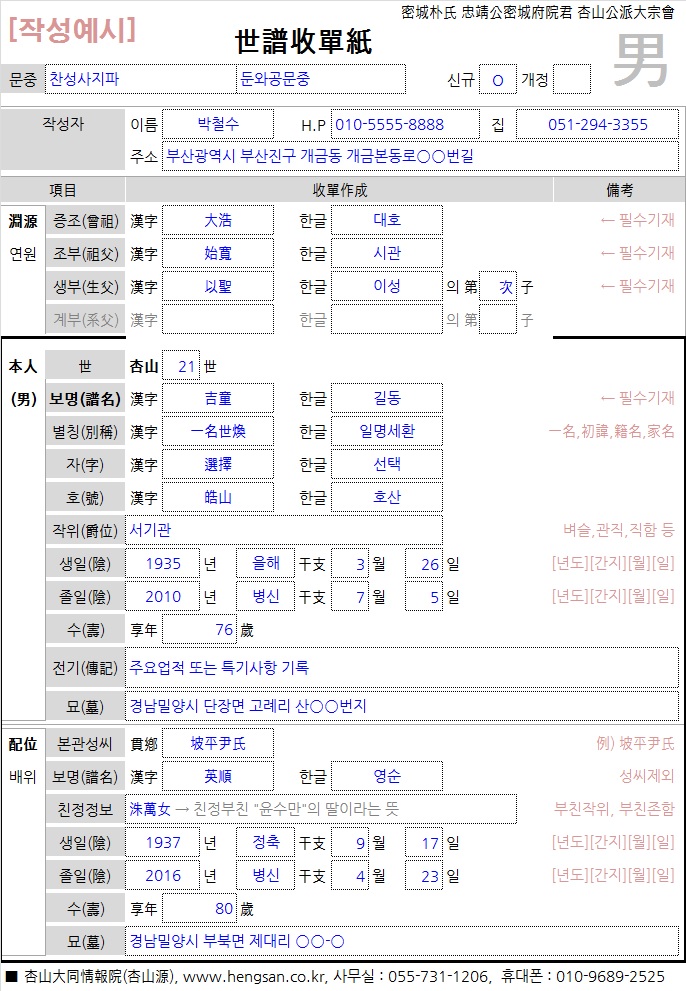 密城朴氏 忠靖公密城府院君 杏山公派大宗會
[작성예시]
世譜收單紙
男
문중 찬성사지파 둔와공문중 신규 O 개정
작성자 이름 박철수 H.P 010-5555-8888 집 051-294-3355
주소 부산광역시 부산진구 개금동 개금본동로○○번길
項目 收單作成 備考
淵源 증조(曾祖) 漢字 大浩 한글 대호 ← 필수기재
연원 조부(祖父) 漢字 始寬 한글 시관 ← 필수기재
생부(生父) 漢字 以聖 한글 이성 의 第 次 子 ← 필수기재
계부(系父) 漢字 한글 의 第 子
本人 世 杏山 21 世
(男) 보명(譜名) 漢字 吉童 한글 길동 ← 필수기재
별칭(別稱) 漢字 一名世煥 한글 일명세환 一名,初諱,籍名,家名
자(字) 漢字 選擇 한글 선택
호(號) 漢字 皓山 한글 호산
작위(爵位) 서기관 벼슬,관직,직함 등
생일(陰) 1935 년 을해 干支 3 월 26 일 [년도][간지][월][일]
졸일(陰) 2010 년 병신 干支 7 월 5 일 [년도][간지][월][일]
수(壽) 享年 76 歲
전기(傳記) 주요업적 또는 특기사항 기록
묘(墓) 경남밀양시 단장면 고례리 산○○번지
配位 본관성씨 貫鄕 坡平尹氏 例) 坡平尹氏
배위 보명(譜名) 漢字 英順 한글 영순 성씨제외
친정정보 洙萬女 → 친정부친 "윤수만"의 딸이라는 뜻 부친작위, 부친존함
생일(陰) 1937 년 정축 干支 9 월 17 일 [년도][간지][월][일]
졸일(陰) 2016 년 병신 干支 4 월 23 일 [년도][간지][월][일]
수(壽) 享年 80 歲
묘(墓) 경남밀양시 부북면 제대리 ○○-○
■ 杏山大同情報院(杏山源), www.hengsan.co.kr, 사무실 : 055-731-1206, 휴대폰 : 010-9689-2525